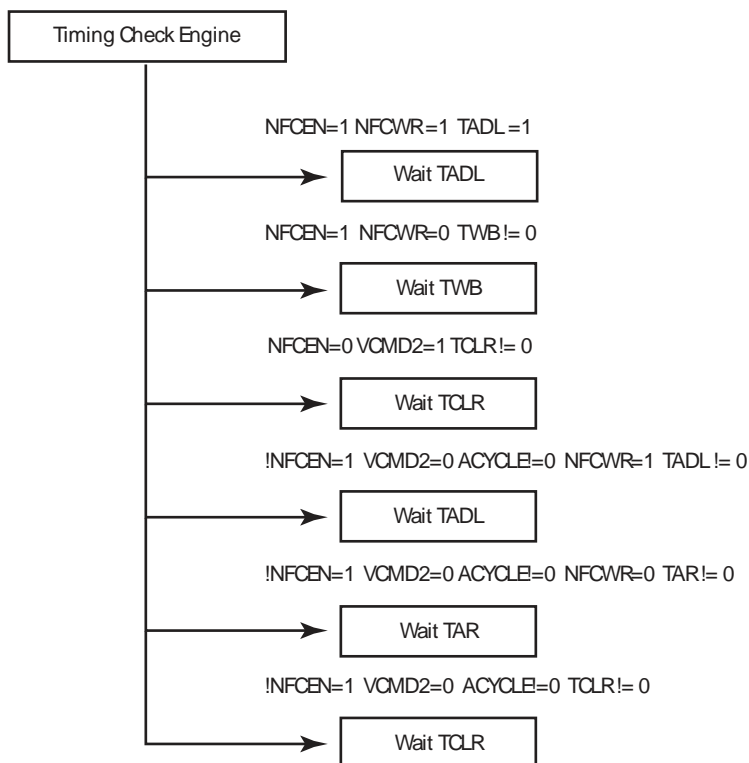 Timing Check Engine
NFCEN=1 NFCWR=1 TADL=1
Wait TADL
NFCEN=1 NFCWR=0 TWB != 0
Wait TWB
NFCEN=0 VCMD2=1 TCLR != 0
Wait TCLR
!NFCEN=1 VCMD2=0 ACYCLE!=0 NFCWR=1 TADL != 0
Wait TADL
!NFCEN=1 VCMD2=0 ACYCLE!=0 NFCWR=0 TAR != 0
Wait TAR
!NFCEN=1 VCMD2=0 ACYCLE!=0 TCLR != 0
Wait TCLR